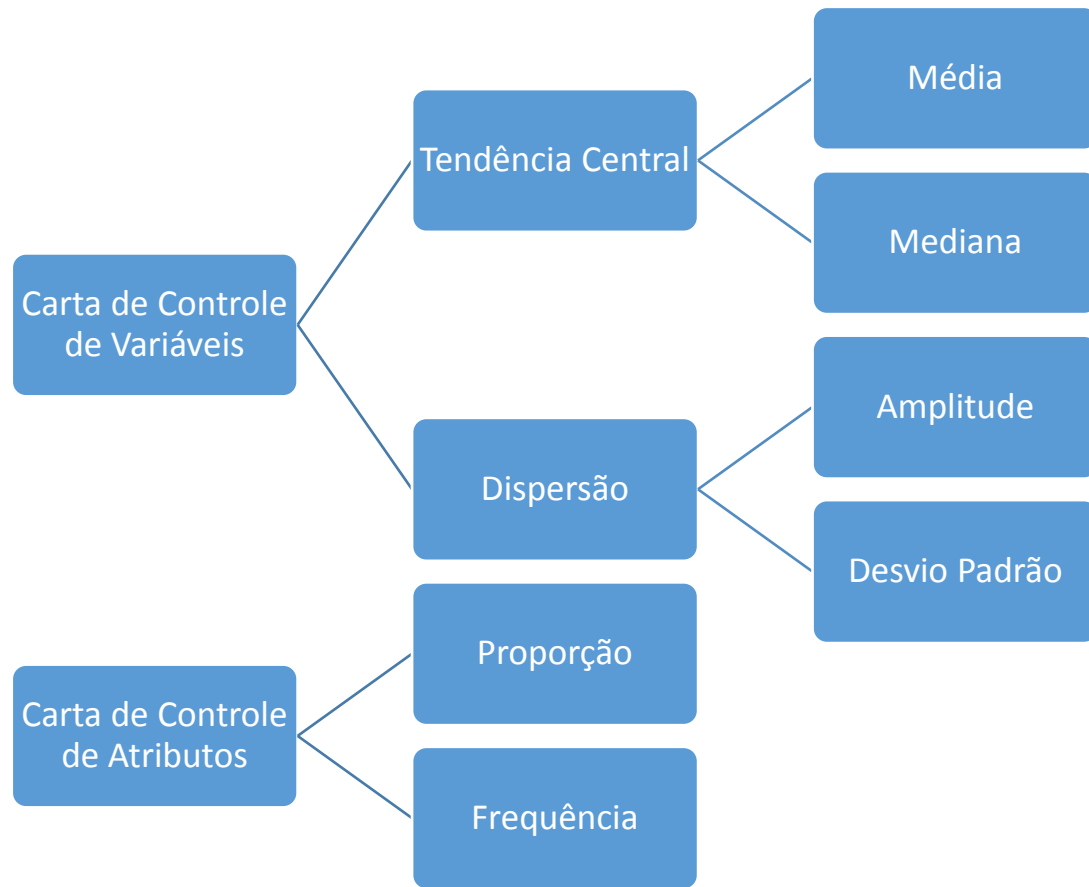 Carta de Controle
de Variáveis
Tendência Central
Média
Mediana
Dispersão
Amplitude
Desvio Padrão
Carta de Controle
de Atributos
Proporção
Frequência